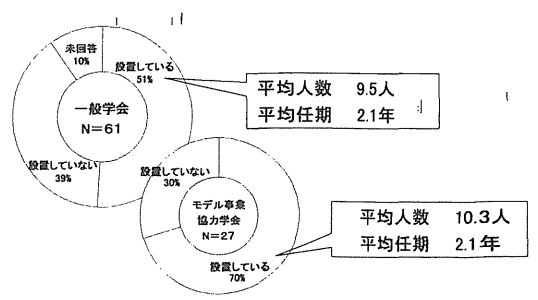 未回答
10%
設置している
51%
一般学会
N=61
設置していない
39%
平均人数 9.5人
平均任期 2.1年
設置していない
30%
モデル事業
協力学会
N=27
設置している
70%
平均人数 10.3人
平均任期 2.1年